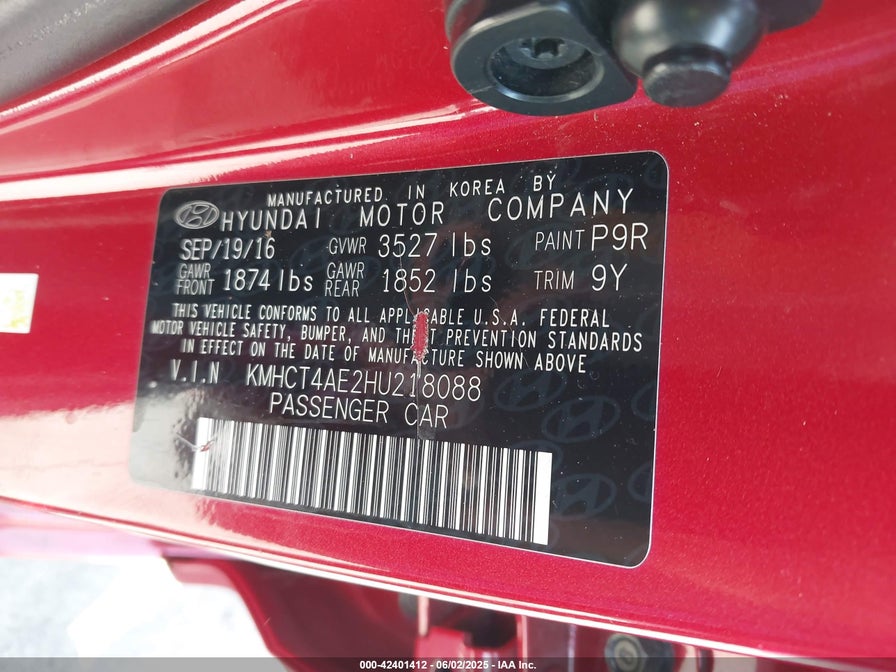 MANUFACTURED IN KOREA BY
HYUNDAI MOTOR COMPANY
SEP/19/16 GVWR 3527 lbs PAINT P9R
GAWR FRONT 1874 lbs GAWR REAR 1852 lbs TRIM 9Y
THIS VEHICLE CONFORMS TO ALL APPLICABLE U.S.A. FEDERAL
MOTOR VEHICLE SAFETY, BUMPER, AND THEFT PREVENTION STANDARDS
IN EFFECT ON THE DATE OF MANUFACTURE SHOWN ABOVE
V.I.N KMHCT4AE2HU218088
PASSENGER CAR
000-42401412 | 06/02/2025 - IAA Inc.